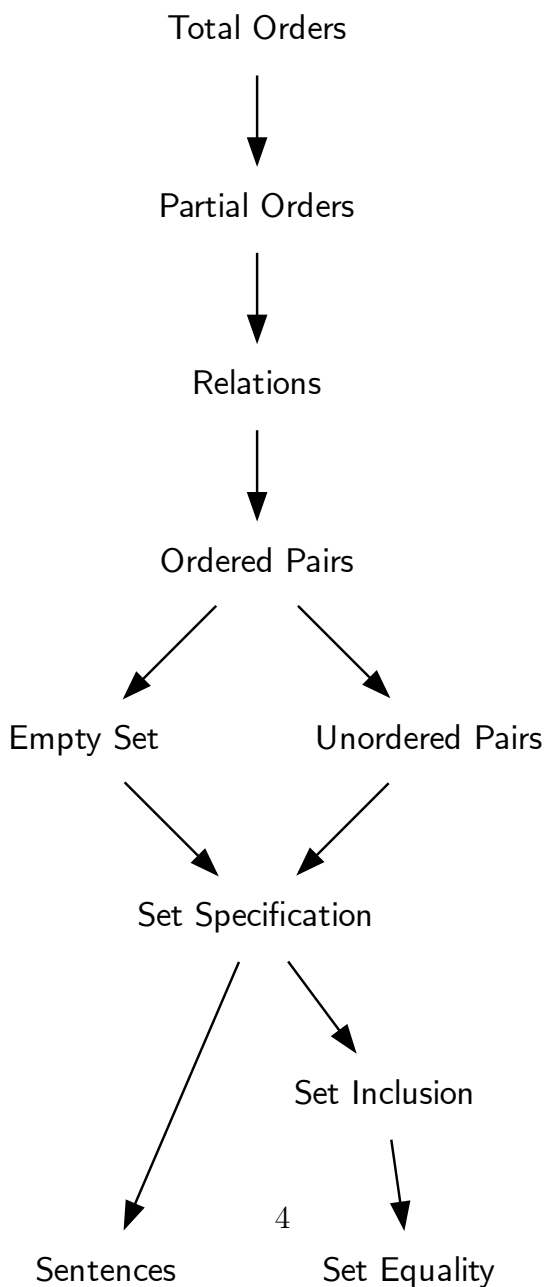 Total Orders
Partial Orders
Relations
Ordered Pairs
Empty Set
Unordered Pairs
Set Specification
Set Inclusion
4
Sentences
Set Equality